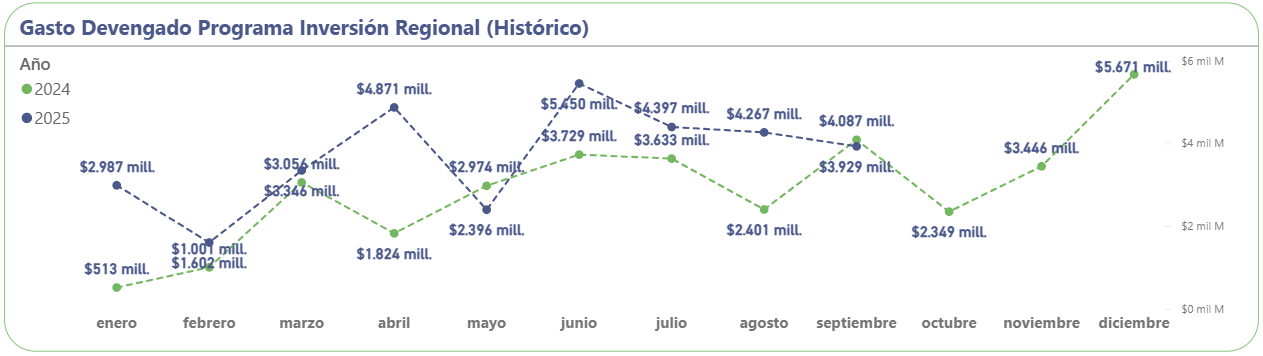 Gasto Devengado Programa Inversión Regional (Histórico)
Año
2024
2025
$6 mil M
$4 mil M
$2 mil M
$0 mil M
$2.987 mill.
$513 mill.
$1.001 mill.
$1.602 mill.
$3.056 mill.
$3.346 mill.
$4.871 mill.
$1.824 mill.
$2.974 mill.
$2.396 mill.
$5.450 mill.
$3.729 mill.
$4.397 mill.
$3.633 mill.
$4.267 mill.
$2.401 mill.
$4.087 mill.
$3.929 mill.
$2.349 mill.
$3.446 mill.
$5.671 mill.
enero febrero marzo abril mayo junio julio agosto septiembre octubre noviembre diciembre